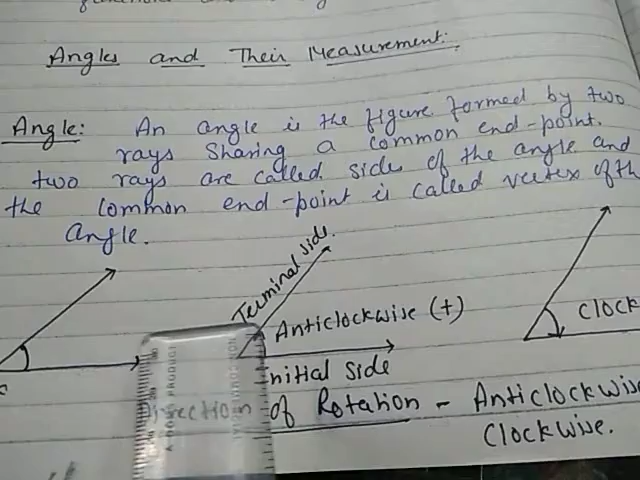 Angles and Their Measurement:
Angle: An angle is the figure formed by two
rays sharing a common end-point.
two rays are called sides of the angle and
the common end-point is called vertex of th
angle.
Terminal side.
Anticlockwise (+)
Clock
Initial side
Direction of Rotation - Anticlockwise
Clockwise.